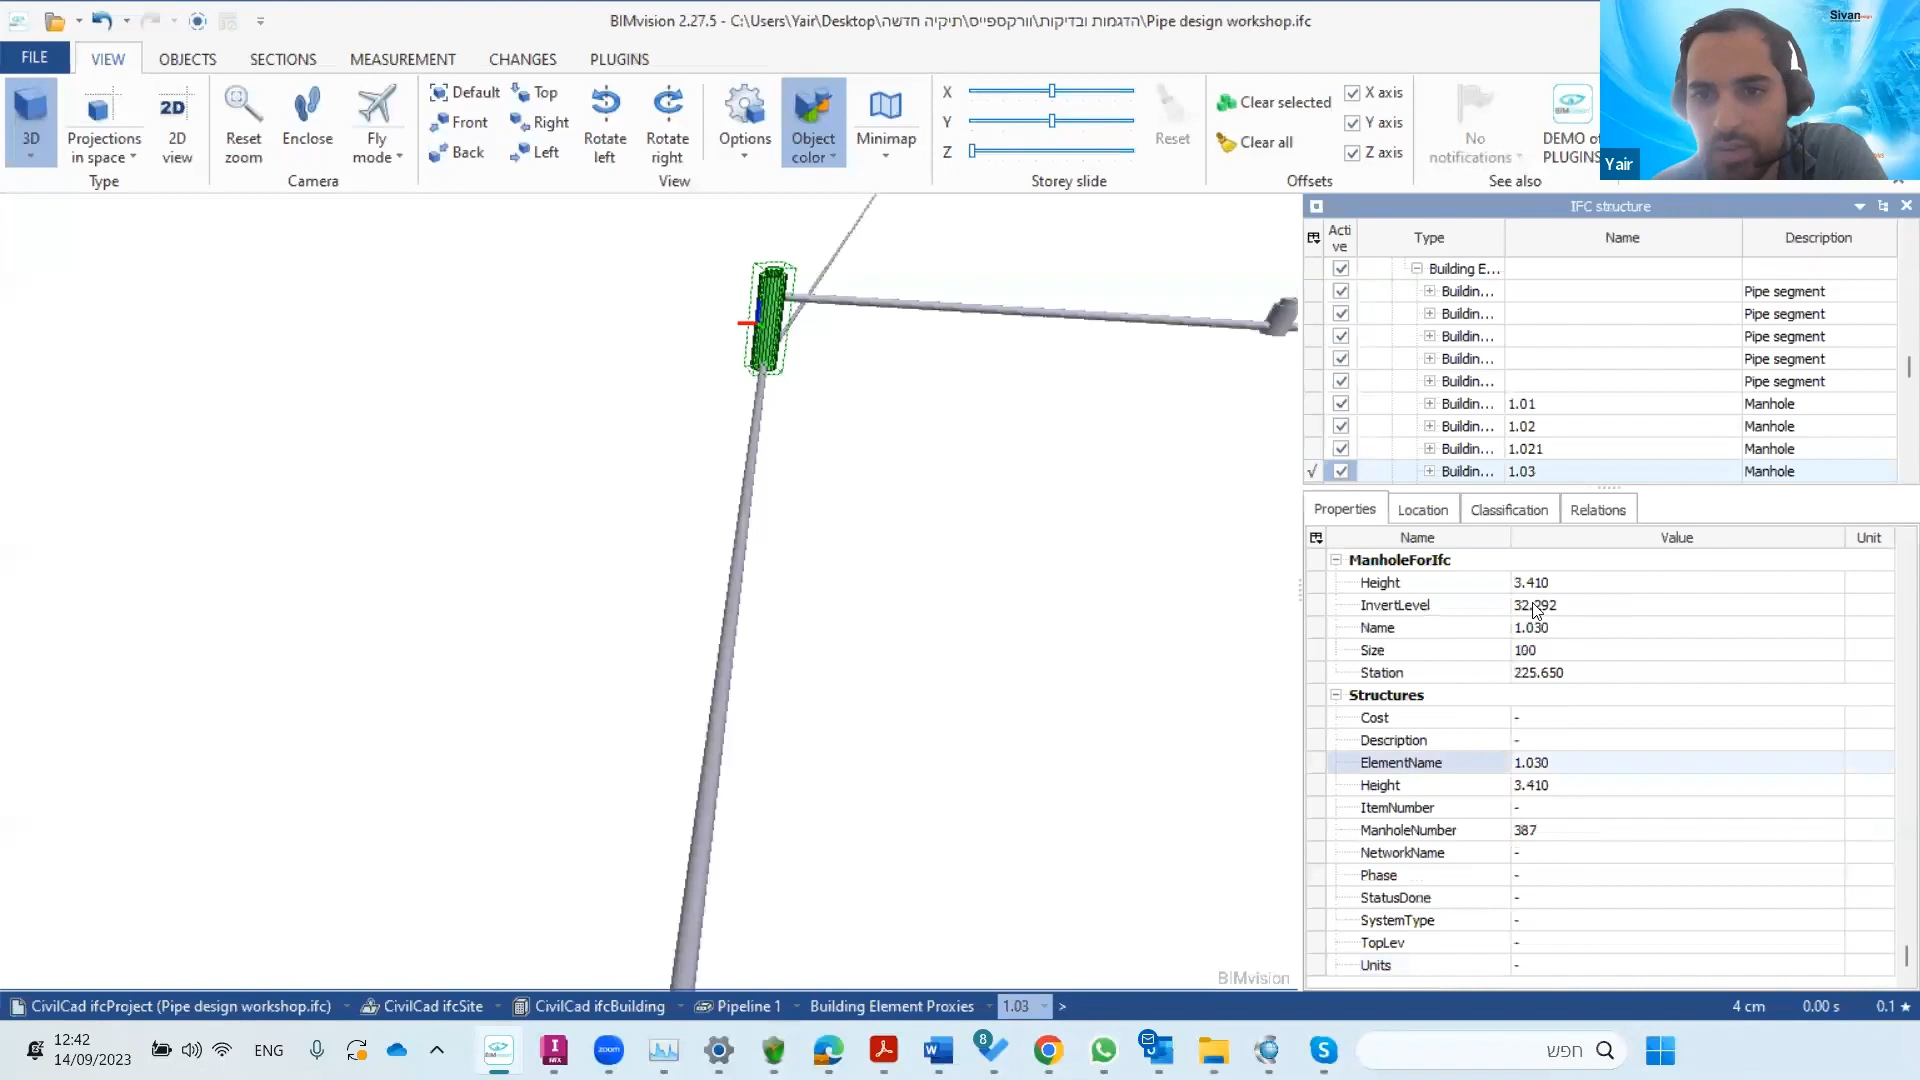 BIMvision 2.27.5 - C:\Users\Yair\Desktop\הדגמות ובדיקות\וורקספייס\תיקיה חדשה\Pipe design workshop.ifc
Sivan
Yair
FILE VIEW OBJECTS SECTIONS MEASUREMENT CHANGES PLUGINS
3D
Projections
in space
2D
2D
view
Type
Reset
zoom
Enclose
Fly
mode
Camera
Default
Top
Front
Right
Back
Left
Rotate
left
Rotate
right
Options
Object
color
Minimap
View
X
Y
Z
Reset
Storey slide
Clear selected
Clear all
X axis
Y axis
Z axis
Offsets
No
notifications
DEMO of
PLUGINS
See also
IFC structure
Acti
ve
Type Name Description
Building E...
Buildin... Pipe segment
Buildin... Pipe segment
Buildin... Pipe segment
Buildin... Pipe segment
Buildin... Pipe segment
Buildin... 1.01 Manhole
Buildin... 1.02 Manhole
Buildin... 1.021 Manhole
√ Buildin... 1.03 Manhole
Properties Location Classification Relations
Name Value Unit
ManholeForIfc
Height 3.410
InvertLevel
Name 1.030
Size 100
Station 225.650
Structures
Cost -
Description -
ElementName 1.030
Height 3.410
ItemNumber -
ManholeNumber 387
NetworkName -
Phase -
StatusDone -
SystemType -
TopLev -
Units -
BIMvision
CivilCad ifcProject (Pipe design workshop.ifc) CivilCad ifcSite CivilCad ifcBuilding Pipeline 1 Building Element Proxies 1.03 >
4 cm 0.00 s 0.1 ★
12:42
14/09/2023
ENG
zoom
8
חפש